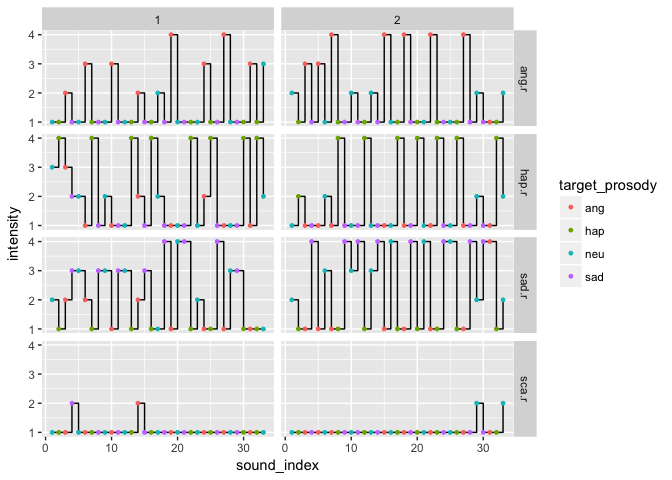 1 2
4
3
2
1
ang.r
4
3
2
1
hap.r
4
3
2
1
sad.r
4
3
2
1
sca.r
0 10 20 30 0 10 20 30
sound_index
intensity
target_prosody
ang
hap
neu
sad